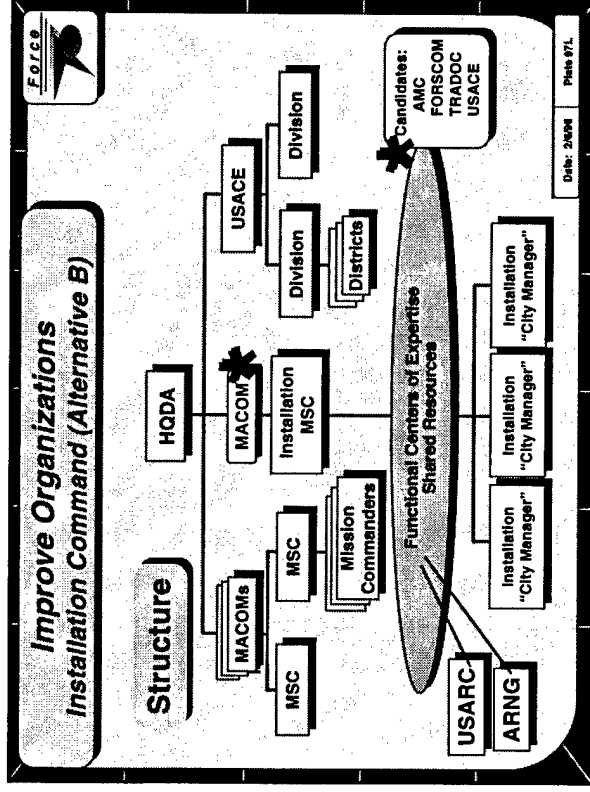 Improve Organizations
Installation Command (Alternative B)
Force
Structure
HQDA
MACOMs
MACOM
USACE
MSC
MSC
Installation
MSC
Division
Division
Mission
Commanders
Districts
Candidates:
AMC
FORSCOM
TRADOC
USACE
Functional Centers of Expertise
Shared Resources
USARC
ARNG
Installation
"City Manager"
Installation
"City Manager"
Installation
"City Manager"
Date: 2/6/96 Plate 97L